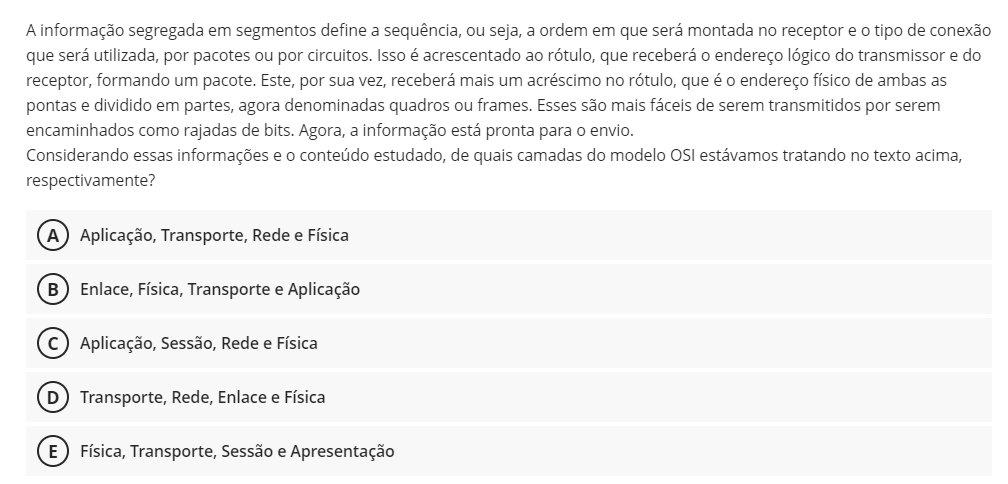 A informação segregada em segmentos define a sequência, ou seja, a ordem em que será montada no receptor e o tipo de conexão
que será utilizada, por pacotes ou por circuitos. Isso é acrescentado ao rótulo, que receberá o endereço lógico do transmissor e do
receptor, formando um pacote. Este, por sua vez, receberá mais um acréscimo no rótulo, que é o endereço físico de ambas as
pontas e dividido em partes, agora denominadas quadros ou frames. Esses são mais fáceis de serem transmitidos por serem
encaminhados como rajadas de bits. Agora, a informação está pronta para o envio.
Considerando essas informações e o conteúdo estudado, de quais camadas do modelo OSI estávamos tratando no texto acima,
respectivamente?
A Aplicação, Transporte, Rede e Física
B Enlace, Física, Transporte e Aplicação
C Aplicação, Sessão, Rede e Física
D Transporte, Rede, Enlace e Física
E Física, Transporte, Sessão e Apresentação